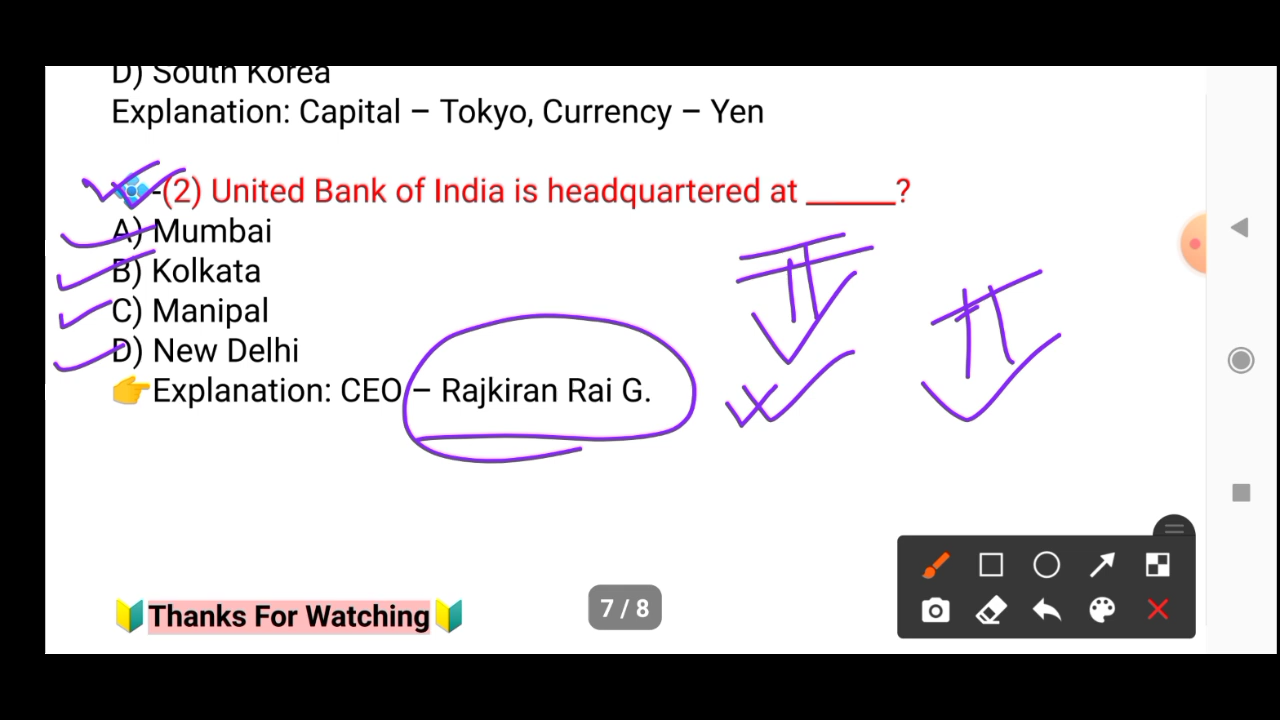 D) South Korea
Explanation: Capital – Tokyo, Currency – Yen
-(2) United Bank of India is headquartered at ______?
A) Mumbai
B) Kolkata
C) Manipal
D) New Delhi
👉Explanation: CEO – Rajkiran Rai G.
🔰Thanks For Watching🔰
7 / 8